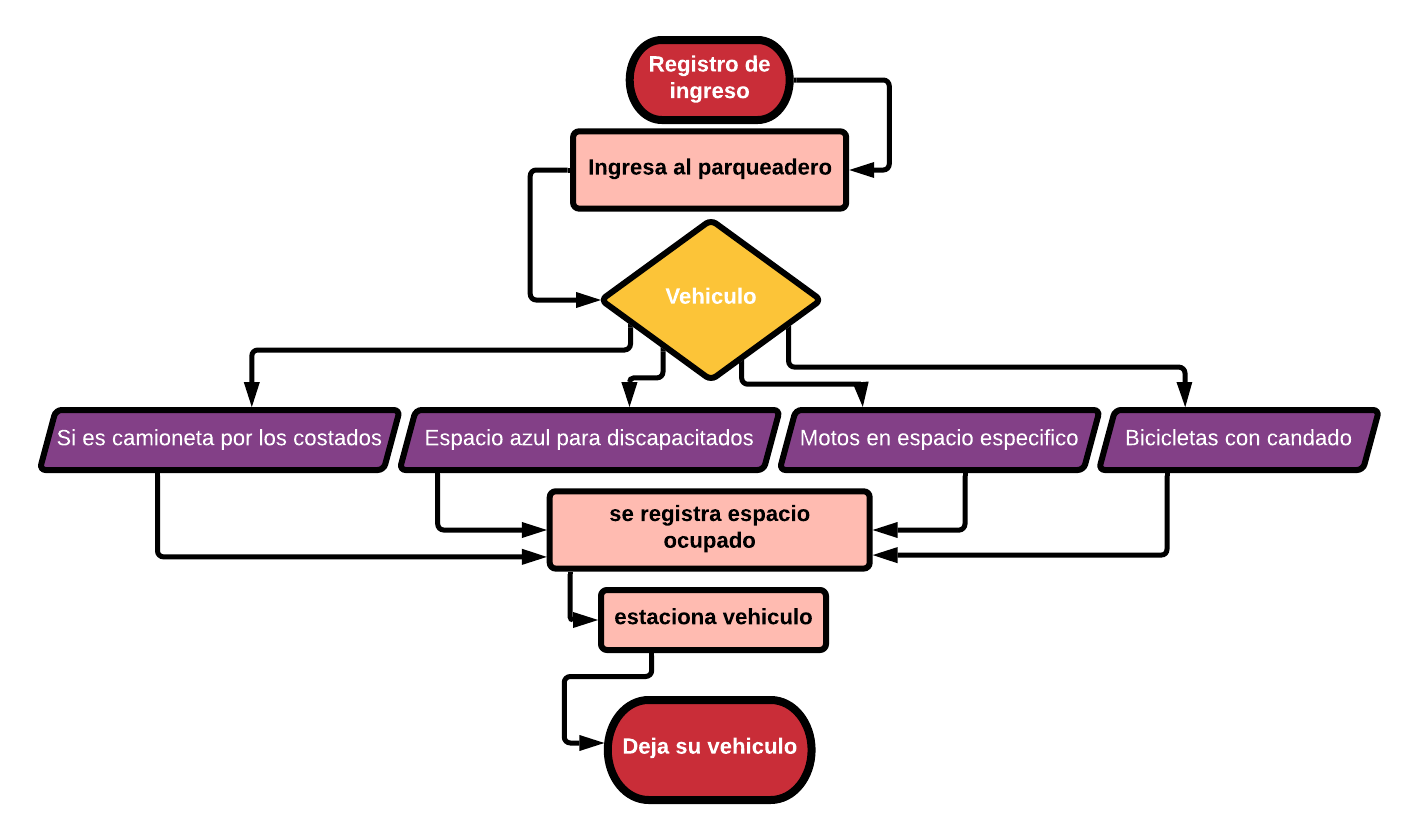 Registro de
ingreso
Ingresa al parqueadero
Vehiculo
Si es camioneta por los costados
Espacio azul para discapacitados
Motos en espacio especifico
Bicicletas con candado
se registra espacio
ocupado
estaciona vehiculo
Deja su vehiculo